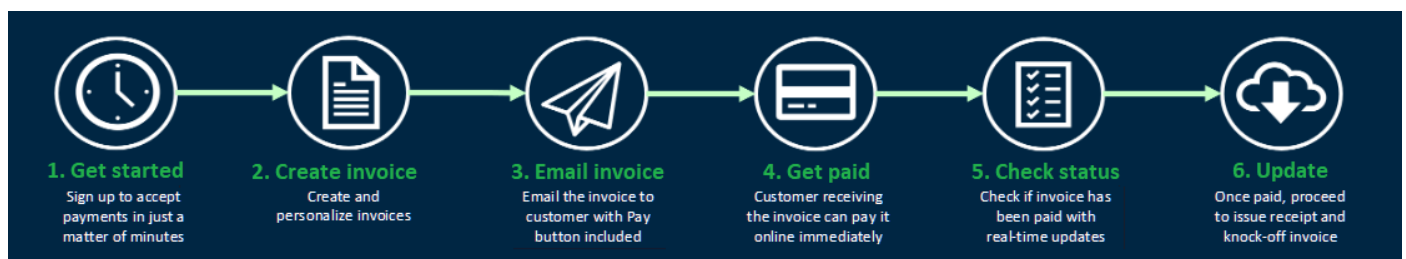 1. Get started
Sign up to accept
payments in just a
matter of minutes
2. Create invoice
Create and
personalize invoices
3. Email invoice
Email the invoice to
customer with Pay
button included
4. Get paid
Customer receiving
the invoice can pay it
online immediately
5. Check status
Check if invoice has
been paid with
real-time updates
6. Update
Once paid, proceed
to issue receipt and
knock-off invoice